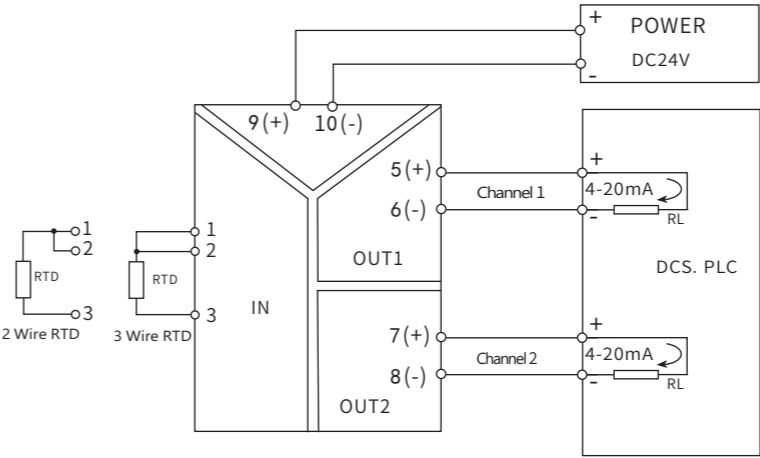 +
POWER
DC24V
-
9(+) 10(-)
5(+)
Channel 1
+
4-20mA
6(-)
-
RL
OUT1
DCS. PLC
1
2
RTD
3
2 Wire RTD
1
2
RTD
3
3 Wire RTD
IN
7(+)
Channel 2
+
4-20mA
8(-)
-
RL
OUT2